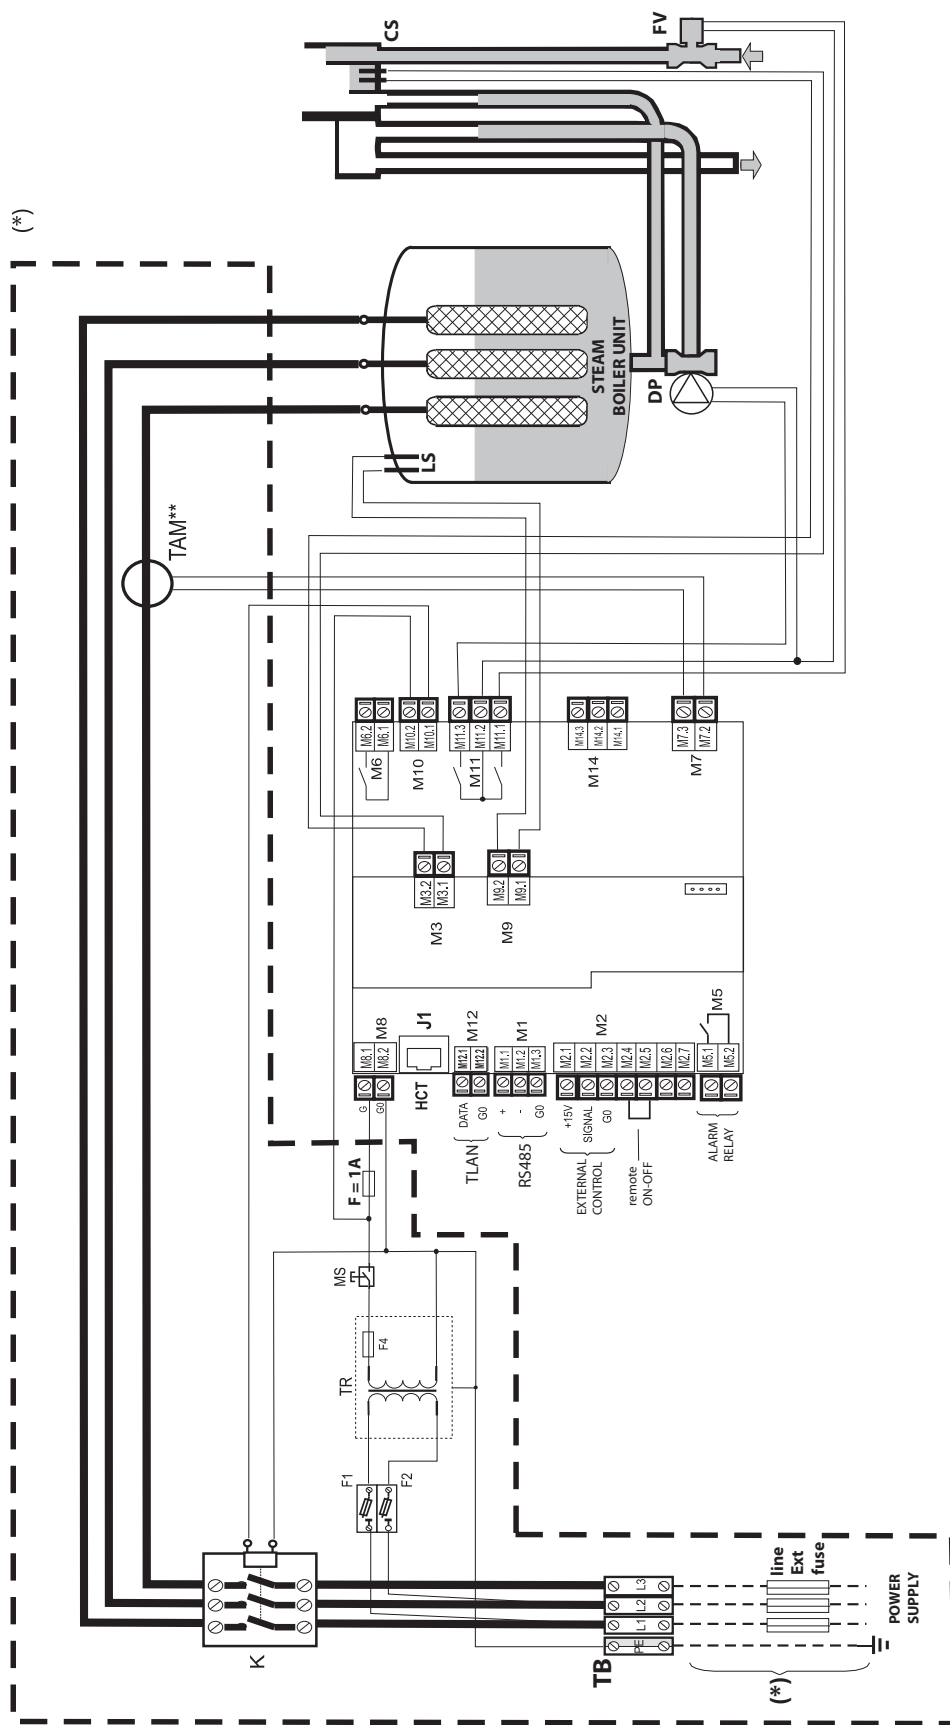 CS
FV
(*)
STEAM
BOILER UNIT
DP
LS
TAM**
M6.2
M6.1
M10.2
M10.1
M11.3
M11.2
M11.1
M14.3
M14.2
M14.1
M7.3
M7.2
M6
M10
M11
M14
M7
M3.2
M3.1
M9.2
M9.1
M3
M9
M8
J1
M12
M1
M2
M5
M8.1
M8.2
HCT
M12.1
M12.2
M1.1
M1.2
M1.3
M2.1
M2.2
M2.3
M2.4
M2.5
M2.6
M2.7
M5.1
M5.2
G
G0
DATA
G0
+
-
G0
+15V
SIGNAL
G0
TLAN
RS485
EXTERNAL
CONTROL
remote
ON-OFF
ALARM
RELAY
F = 1A
MS
F4
TR
F1
F2
K
TB
L3
L2
L1
PE
line
Ext
fuse
POWER
SUPPLY
(*)